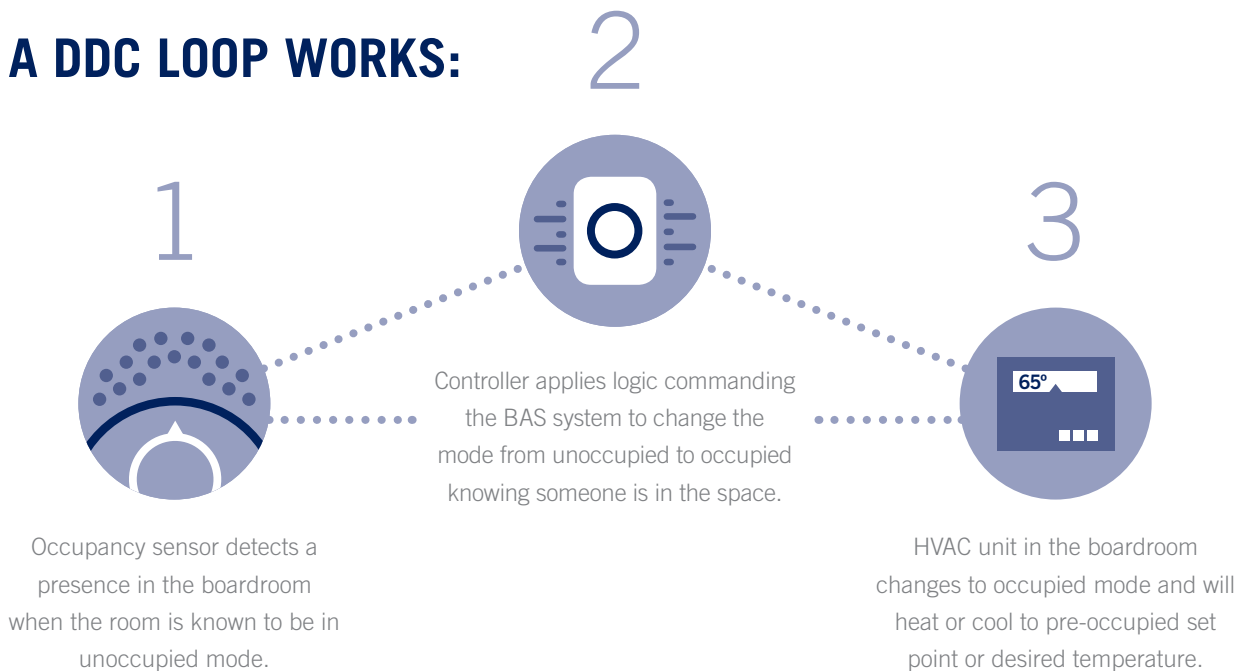 A DDC LOOP WORKS:
1
Occupancy sensor detects a
presence in the boardroom
when the room is known to be in
unoccupied mode.
2
Controller applies logic commanding
the BAS system to change the
mode from unoccupied to occupied
knowing someone is in the space.
3
65º
HVAC unit in the boardroom
changes to occupied mode and will
heat or cool to pre-occupied set
point or desired temperature.